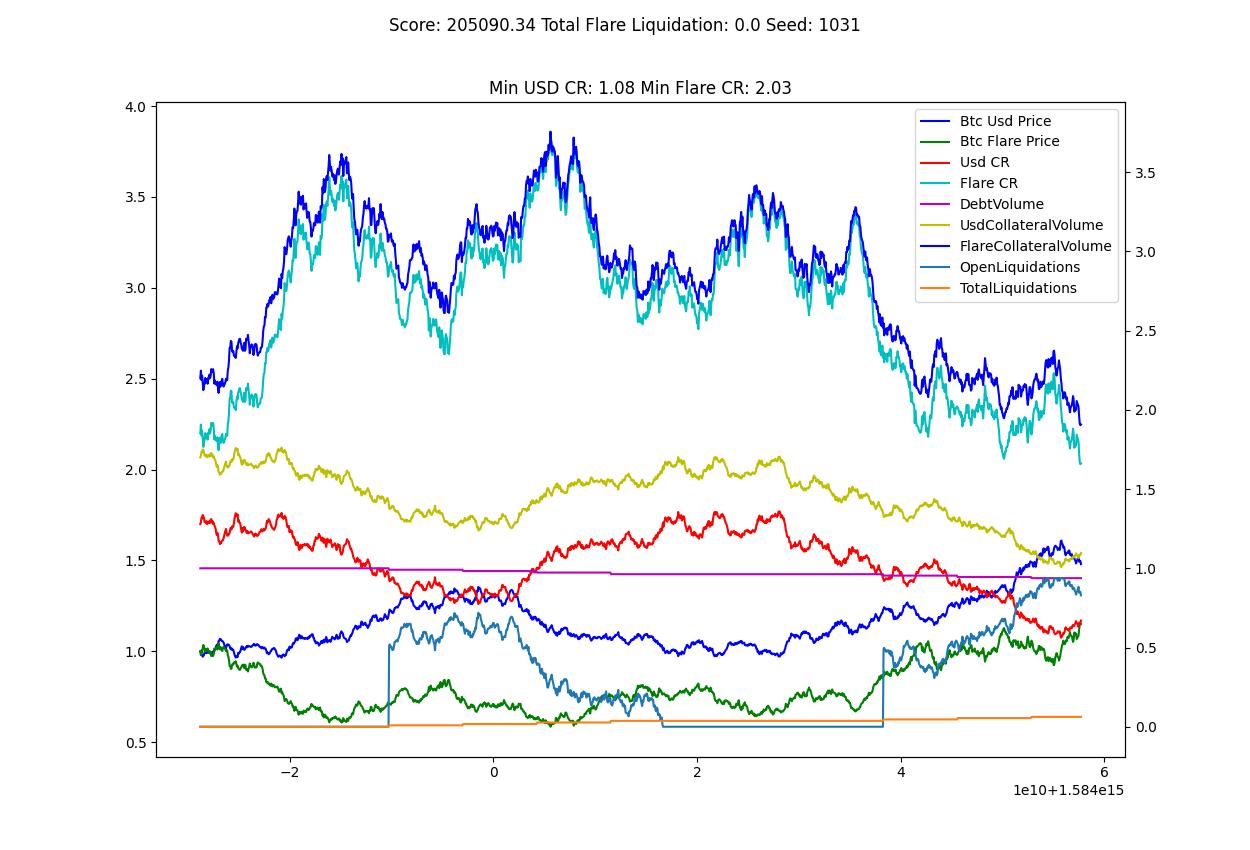 Score: 205090.34 Total Flare Liquidation: 0.0 Seed: 1031
Min USD CR: 1.08 Min Flare CR: 2.03
4.0
3.5
3.0
2.5
2.0
1.5
1.0
0.5
Btc Usd Price
Btc Flare Price
Usd CR
Flare CR
DebtVolume
UsdCollateralVolume
FlareCollateralVolume
OpenLiquidations
TotalLiquidations
3.5
3.0
2.5
2.0
1.5
1.0
0.5
0.0
−2 0 2 4 6
1e10+1.584e15